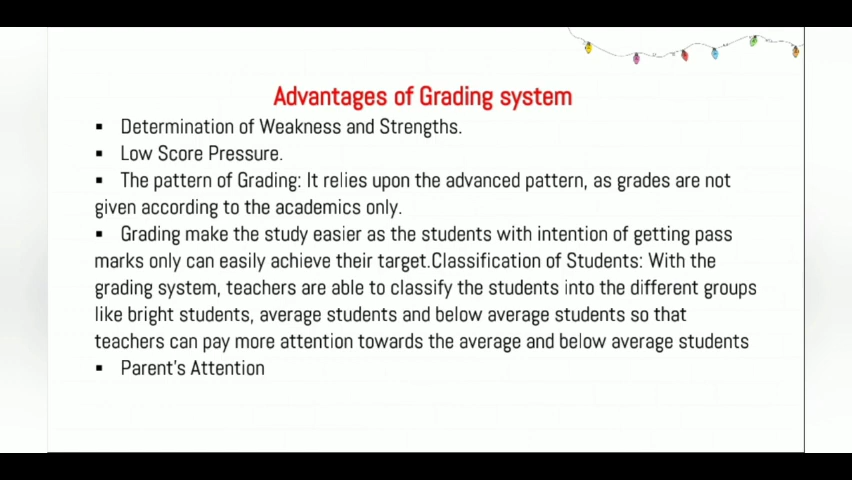 Advantages of Grading system
▪ Determination of Weakness and Strengths.
▪ Low Score Pressure.
▪ The pattern of Grading: It relies upon the advanced pattern, as grades are not
given according to the academics only.
▪ Grading make the study easier as the students with intention of getting pass
marks only can easily achieve their target.Classification of Students: With the
grading system, teachers are able to classify the students into the different groups
like bright students, average students and below average students so that
teachers can pay more attention towards the average and below average students
▪ Parent's Attention